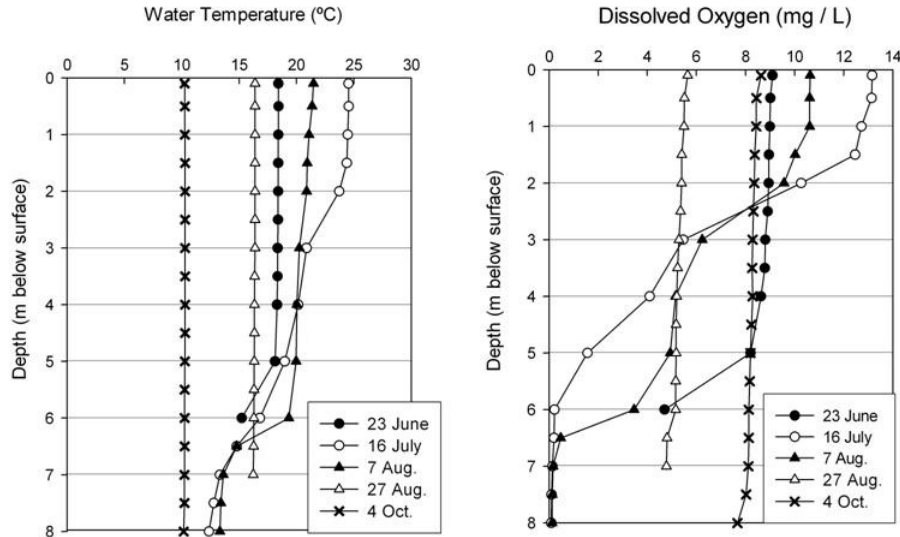 Water Temperature (ºC)
0 5 10 15 20 25 30
0
1
2
3
4
5
6
7
8
Depth (m below surface)
23 June
16 July
7 Aug.
27 Aug.
4 Oct.
Dissolved Oxygen (mg / L)
0 2 4 6 8 10 12 14
0
1
2
3
4
5
6
7
8
Depth (m below surface)
23 June
16 July
7 Aug.
27 Aug.
4 Oct.